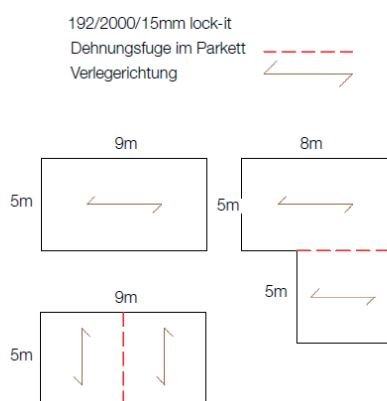 192/2000/15mm lock-it
Dehnungsfuge im Parkett
Verlegerichtung
9m
8m
5m
5m
5m
9m
5m